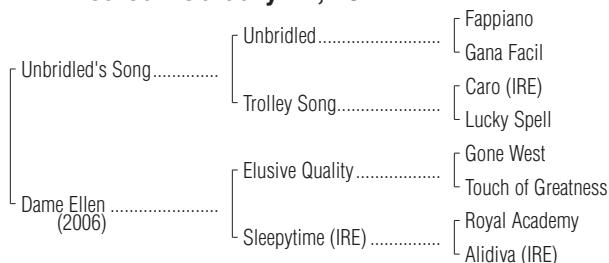 Fappiano
Unbridled........................
Gana Facil
Unbridled's Song.............
Caro (IRE)
Trolley Song.....................
Lucky Spell
Gone West
Elusive Quality.................
Touch of Greatness
Dame Ellen ......................
(2006)
Royal Academy
Sleepytime (IRE) ..............
Alidiva (IRE)